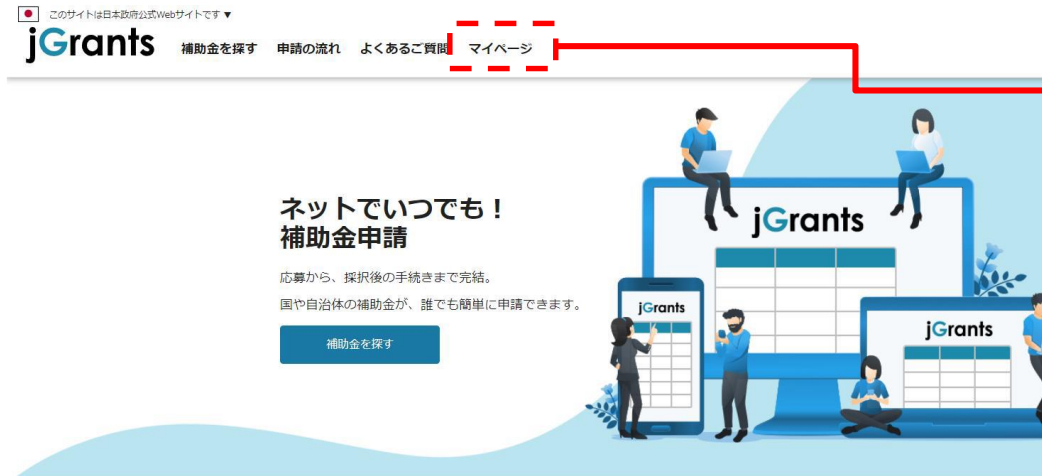 このサイトは日本政府公式Webサイトです ▼
jGrants 補助金を探す 申請の流れ よくあるご質問 マイページ
ネットでいつでも！
補助金申請
応募から、採択後の手続きまで完結。
国や自治体の補助金が、誰でも簡単に申請できます。
補助金を探す
jGrants
jGrants
jGrants